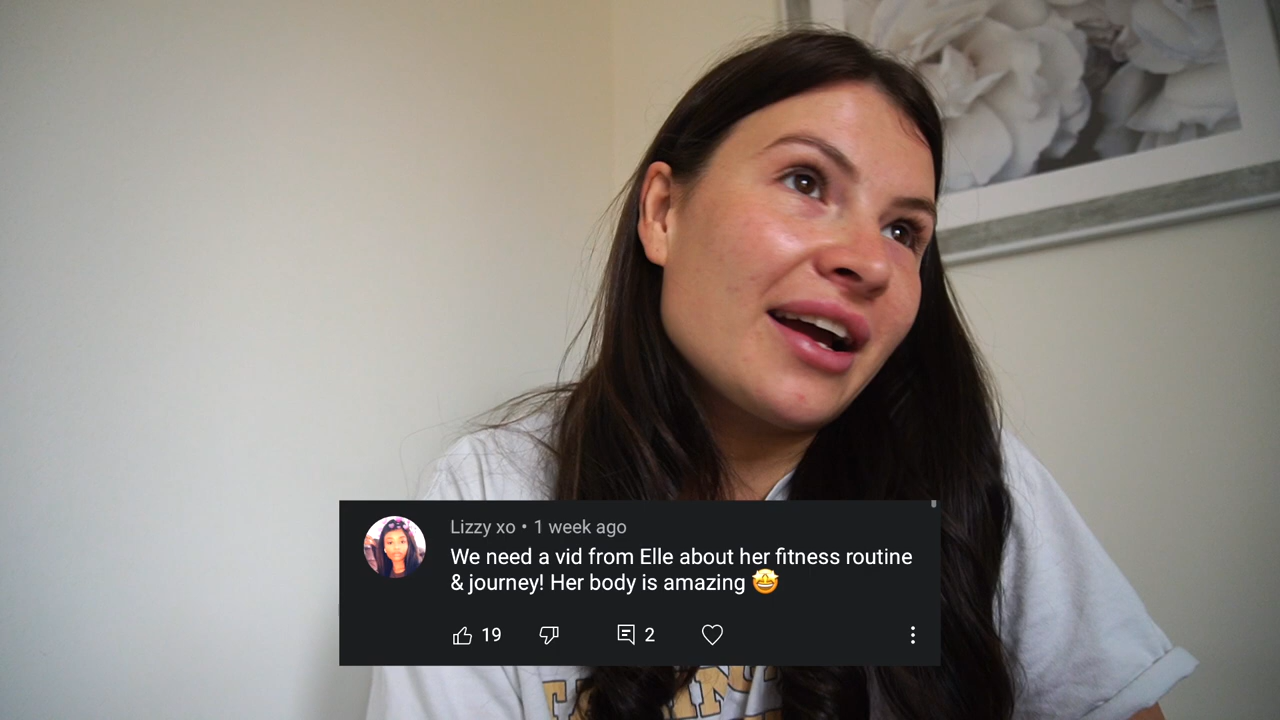 Lizzy xo • 1 week ago
We need a vid from Elle about her fitness routine
& journey! Her body is amazing 🤩
19
2